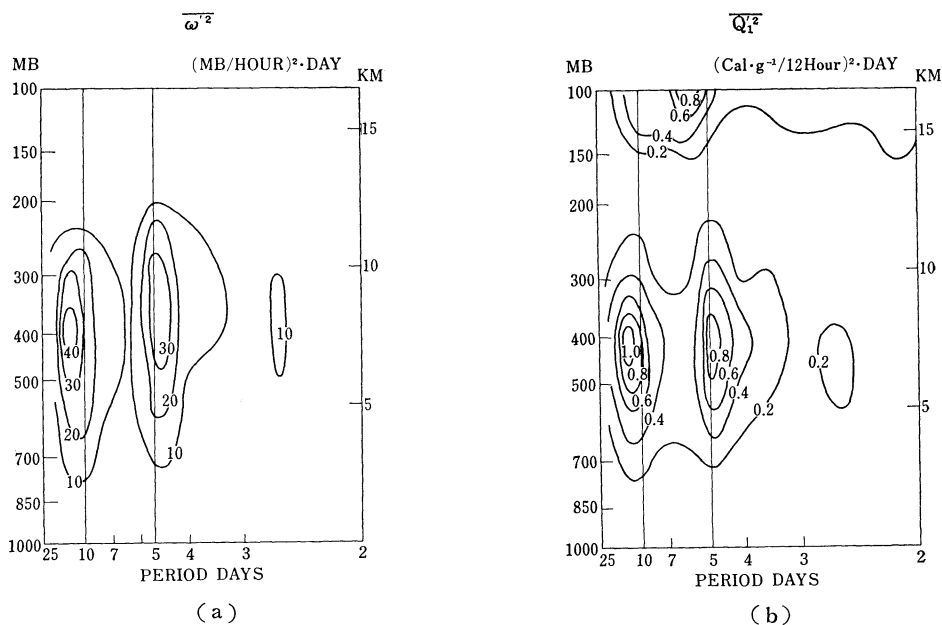 ω'²
MB (MB/HOUR)²·DAY KM
100
15
150
200
300 10
10
400
40 30
30
500
20 5
20
10
700
10
850
1000
25 10 7 5 4 3 2
PERIOD DAYS
(a)
Q₁'²
MB (Cal·g⁻¹/12Hour)²·DAY KM
100
0.8
0.6
0.4 15
150 0.2
200
300 10
400
1.0 0.8 0.2
0.8 0.6
500
0.6 0.4
0.4 0.2 5
700
850
1000
25 10 7 5 4 3 2
PERIOD DAYS
(b)